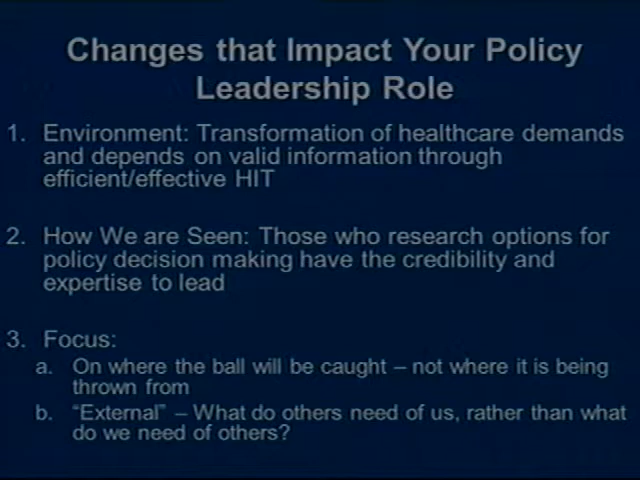 Changes that Impact Your Policy
Leadership Role
1. Environment: Transformation of healthcare demands
and depends on valid information through
efficient/effective HIT
2. How We are Seen: Those who research options for
policy decision making have the credibility and
expertise to lead
3. Focus:
a. On where the ball will be caught – not where it is being
thrown from
b. “External” – What do others need of us, rather than what
do we need of others?